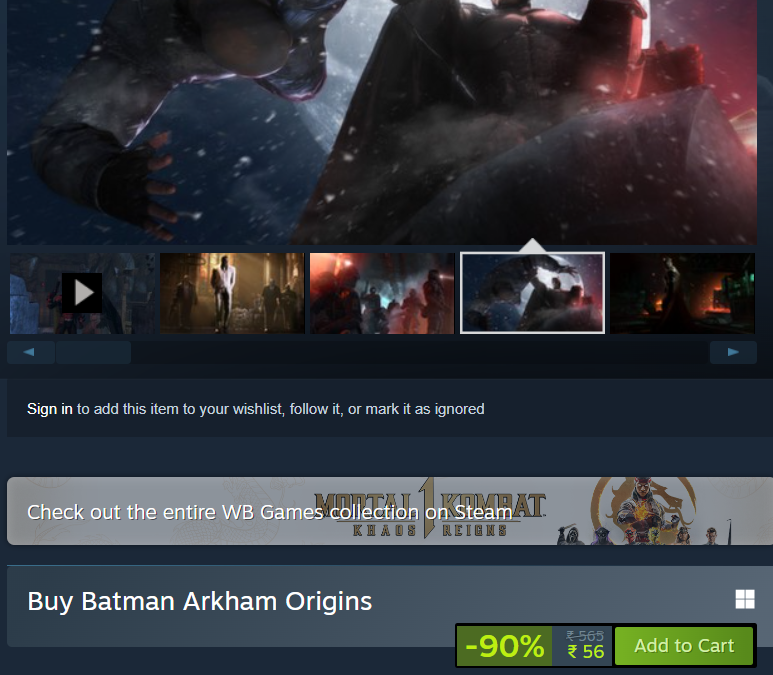 Sign in to add this item to your wishlist, follow it, or mark it as ignored
MORTAL 1 KOMBAT
Check out the entire WB Games collection on Steam
KHAOS REIGNS
Buy Batman Arkham Origins
-90%
₹ 565
₹ 56
Add to Cart